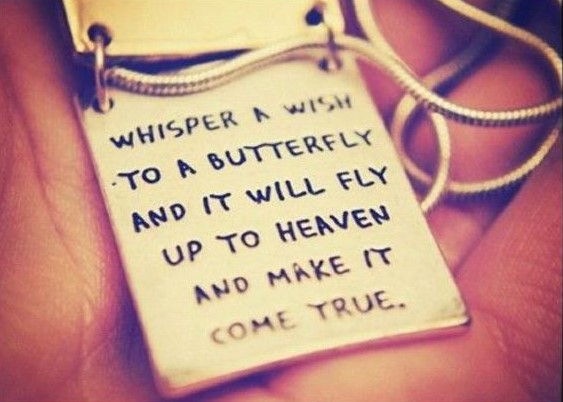 WHISPER A WISH
TO A BUTTERFLY
AND IT WILL FLY
UP TO HEAVEN
AND MAKE IT
COME TRUE.